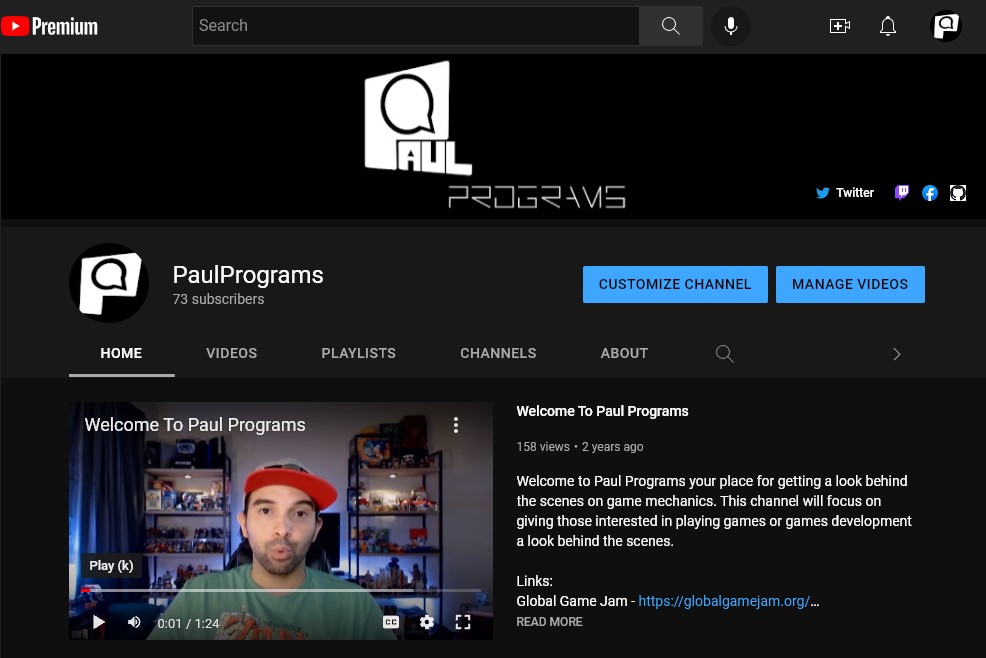 Premium
Search
PAUL
PROGRAMS
Twitter
PaulPrograms
73 subscribers
CUSTOMIZE CHANNEL
MANAGE VIDEOS
HOME
VIDEOS
PLAYLISTS
CHANNELS
ABOUT
Welcome To Paul Programs
Play (k)
0:01 / 1:24
CC
Welcome To Paul Programs
158 views • 2 years ago
Welcome to Paul Programs your place for getting a look behind
the scenes on game mechanics. This channel will focus on
giving those interested in playing games or games development
a look behind the scenes.
Links:
Global Game Jam - https://globalgamejam.org/…
READ MORE